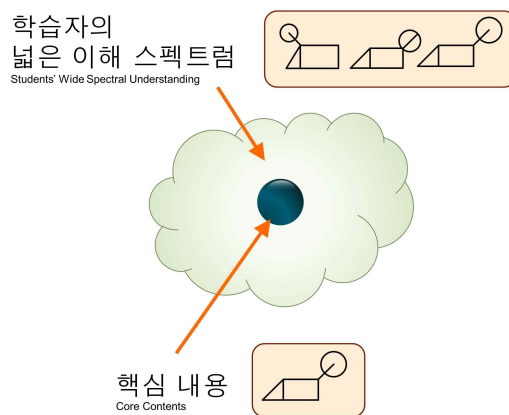 학습자의
넓은 이해 스펙트럼
Students' Wide Spectral Understanding
핵심 내용
Core Contents